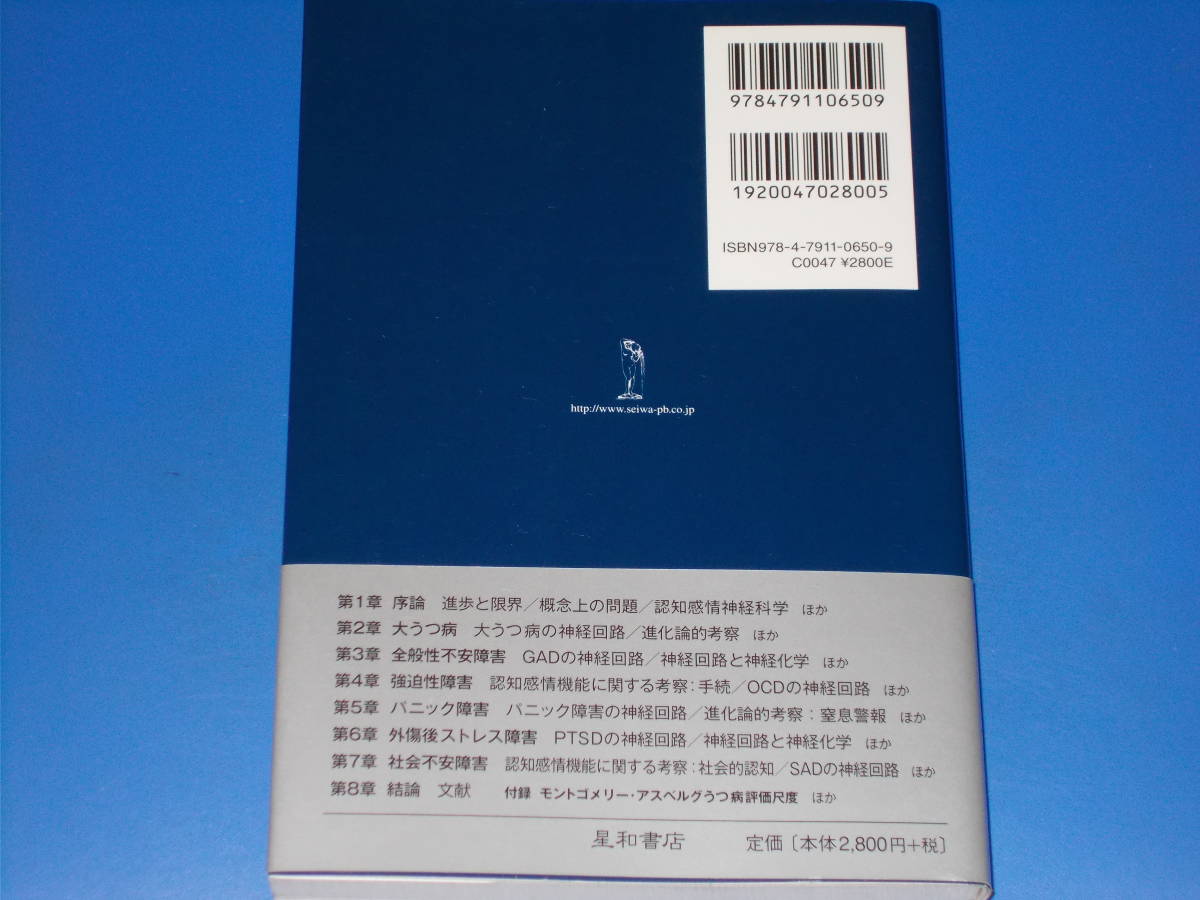 9784791106509
1920047028005
ISBN978-4-7911-0650-9
C0047 ¥2800E
http://www.seiwa-pb.co.jp
第1章 序論 進歩と限界/概念上の問題/認知感情神経科学 ほか
第2章 大うつ病 大うつ病の神経回路/進化論的考察 ほか
第3章 全般性不安障害 GADの神経回路/神経回路と神経化学 ほか
第4章 強迫性障害 認知感情機能に関する考察:手続/OCDの神経回路 ほか
第5章 パニック障害 パニック障害の神経回路/進化論的考察:窒息警報 ほか
第6章 外傷後ストレス障害 PTSDの神経回路/神経回路と神経化学 ほか
第7章 社会不安障害 認知感情機能に関する考察:社会的認知/SADの神経回路 ほか
第8章 結論 文献 付録 モントゴメリー・アスベルグうつ病評価尺度 ほか
星和書店 定価〔本体2,800円+税〕